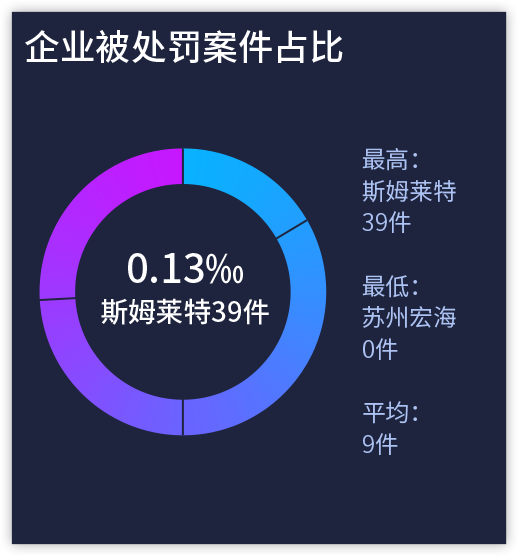 企业被处罚案件占比
0.13‰
斯姆莱特39件
最高：
斯姆莱特
39件
最低：
苏州宏海
0件
平均：
9件